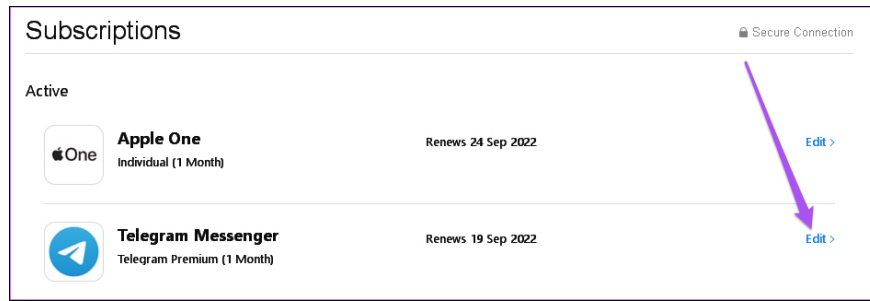 Subscriptions
Secure Connection
Active
One
Apple One
Individual (1 Month)
Renews 24 Sep 2022
Edit >
Telegram Messenger
Telegram Premium (1 Month)
Renews 19 Sep 2022
Edit >